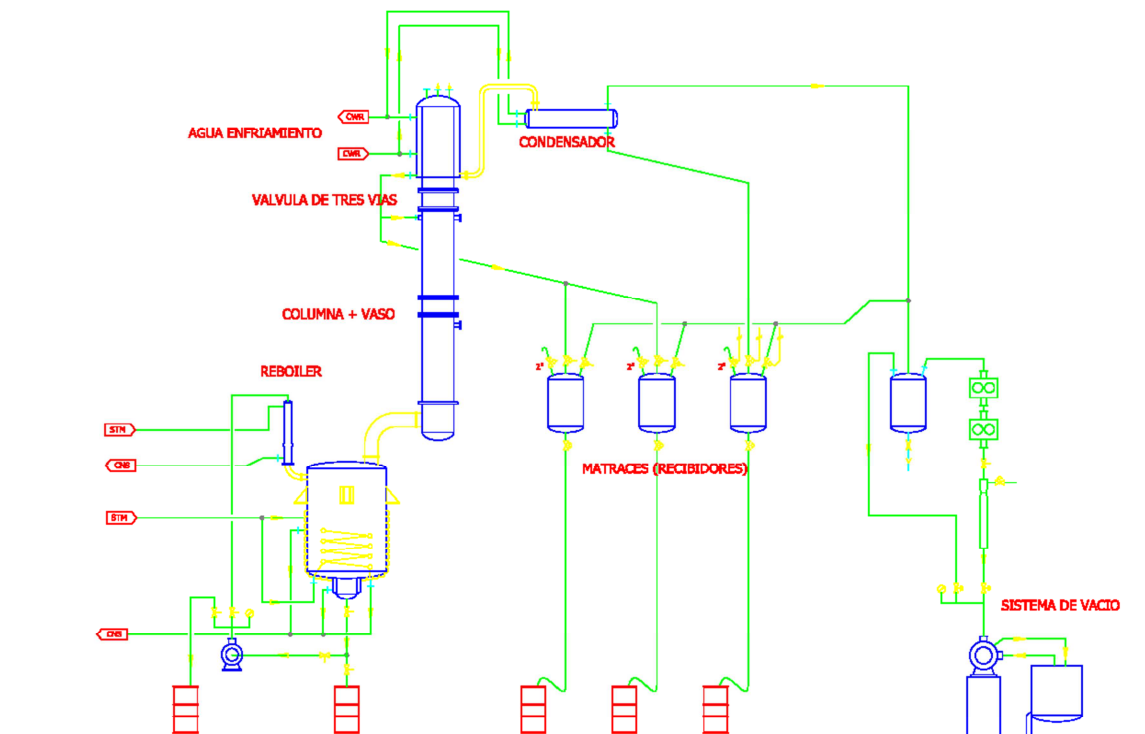 CWR
AGUA ENFRIAMIENTO
CONDENSADOR
CWR
VALVULA DE TRES VIAS
COLUMNA + VASO
REBOILER
2"
2"
2"
STM
CNS
MATRACES (RECIBIDORES)
STM
SISTEMA DE VACIO
CNS